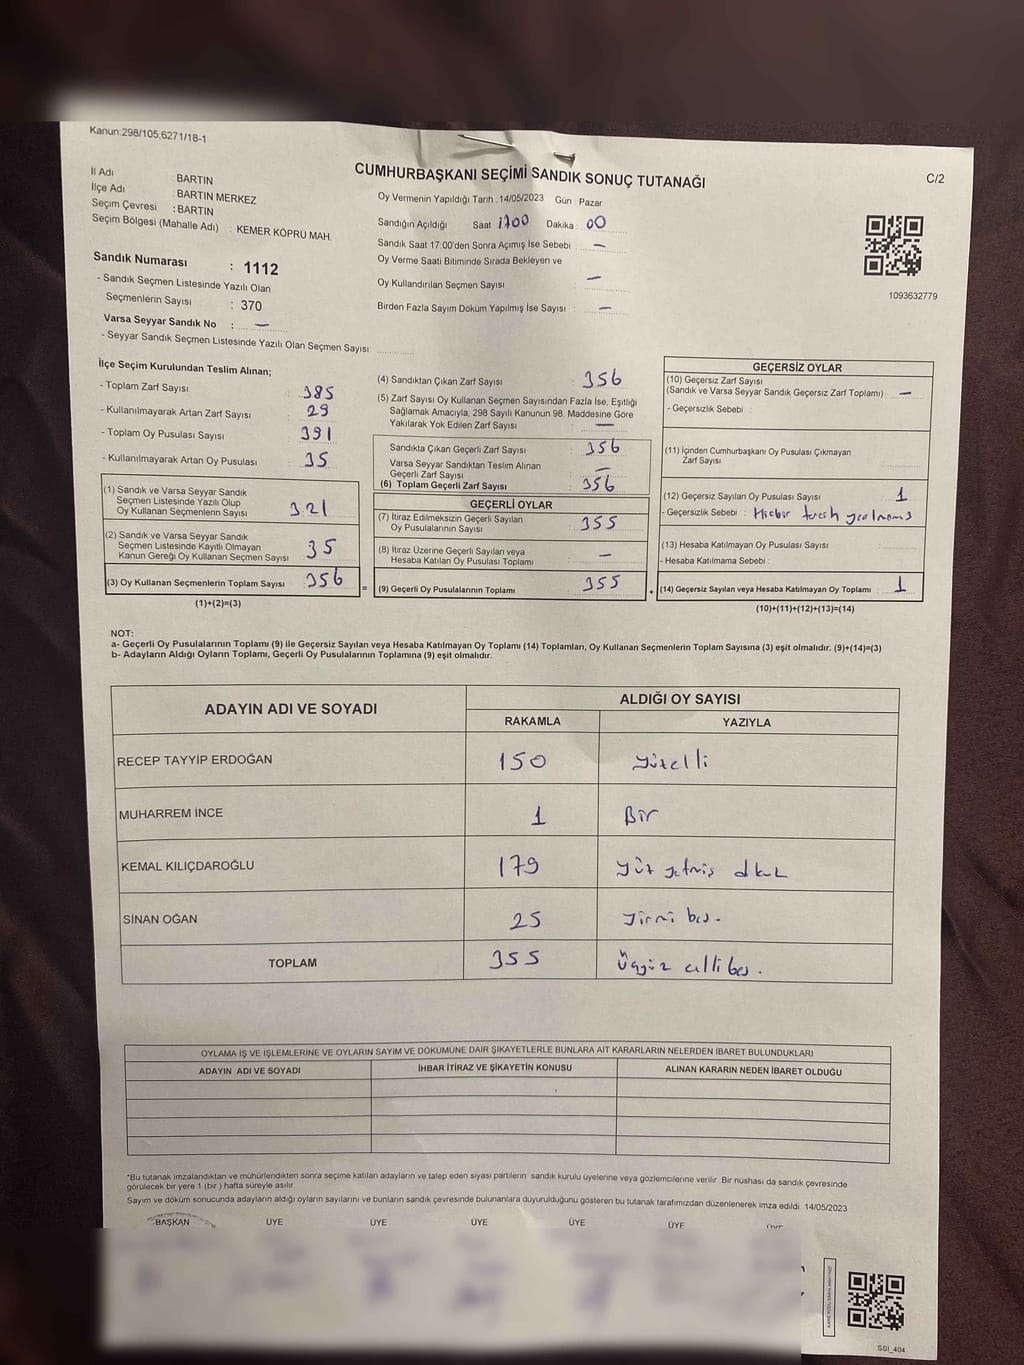 Kanun:298/105,6271/18-1
C/2
CUMHURBAŞKANI SEÇİMİ SANDIK SONUÇ TUTANAĞI
İl Adı : BARTIN
İlçe Adı : BARTIN MERKEZ
Seçim Çevresi : BARTIN
Seçim Bölgesi (Mahalle Adı) : KEMER KÖPRÜ MAH.
Sandık Numarası : 1112
- Sandık Seçmen Listesinde Yazılı Olan
Seçmenlerin Sayısı : 370
Varsa Seyyar Sandık No : —
- Seyyar Sandık Seçmen Listesinde Yazılı Olan Seçmen Sayısı:
Oy Vermenin Yapıldığı Tarih : 14/05/2023 Gün : Pazar
Sandığın Açıldığı Saat 1700 Dakika : 00
Sandık Saat 17:00'den Sonra Açımış İse Sebebi : —
Oy Verme Saati Bitiminde Sırada Bekleyen ve
Oy Kullandırılan Seçmen Sayısı : —
Birden Fazla Sayım Döküm Yapılmış İse Sayısı : —
1093632779
İlçe Seçim Kurulundan Teslim Alınan;
- Toplam Zarf Sayısı : 385
- Kullanılmayarak Artan Zarf Sayısı : 29
- Toplam Oy Pusulası Sayısı : 391
- Kullanılmayarak Artan Oy Pusulası : 35
(1) Sandık ve Varsa Seyyar Sandık
Seçmen Listesinde Yazılı Olup
Oy Kullanan Seçmenlerin Sayısı : 321
(2) Sandık ve Varsa Seyyar Sandık
Seçmen Listesinde Kayıtlı Olmayan
Kanun Gereği Oy Kullanan Seçmen Sayısı : 35
(3) Oy Kullanan Seçmenlerin Toplam Sayısı : 356
(1)+(2)=(3)
(4) Sandıktan Çıkan Zarf Sayısı : 356
(5) Zarf Sayısı Oy Kullanan Seçmen Sayısından Fazla İse, Eşitliği
Sağlamak Amacıyla, 298 Sayılı Kanunun 98. Maddesine Göre
Yakılarak Yok Edilen Zarf Sayısı : —
Sandıkta Çıkan Geçerli Zarf Sayısı : 356
Varsa Seyyar Sandıktan Teslim Alınan
Geçerli Zarf Sayısı : —
(6) Toplam Geçerli Zarf Sayısı : 356
GEÇERLİ OYLAR
(7) İtiraz Edilmeksizin Geçerli Sayılan
Oy Pusulalarının Sayısı : 355
(8) İtiraz Üzerine Geçerli Sayılan veya
Hesaba Katılan Oy Pusulası Toplamı : —
= (9) Geçerli Oy Pusulalarının Toplamı : 355
GEÇERSİZ OYLAR
(10) Geçersiz Zarf Sayısı
(Sandık ve Varsa Seyyar Sandık Geçersiz Zarf Toplamı) : —
- Geçersizlik Sebebi :
(11) İçinden Cumhurbaşkanı Oy Pusulası Çıkmayan
Zarf Sayısı :
(12) Geçersiz Sayılan Oy Pusulası Sayısı : 1
- Geçersizlik Sebebi : Hiçbir tercih
(13) Hesaba Katılmayan Oy Pusulası Sayısı :
- Hesaba Katılmama Sebebi :
+ (14) Geçersiz Sayılan veya Hesaba Katılmayan Oy Toplamı : 1
(10)+(11)+(12)+(13)=(14)
NOT:
a- Geçerli Oy Pusulalarının Toplamı (9) ile Geçersiz Sayılan veya Hesaba Katılmayan Oy Toplamı (14) Toplamları, Oy Kullanan Seçmenlerin Toplam Sayısına (3) eşit olmalıdır. (9)+(14)=(3)
b- Adayların Aldığı Oyların Toplamı, Geçerli Oy Pusulalarının Toplamına (9) eşit olmalıdır.
ADAYIN ADI VE SOYADI
ALDIĞI OY SAYISI
RAKAMLA YAZIYLA
RECEP TAYYİP ERDOĞAN 150 yüzelli
MUHARREM İNCE 1 Bir
KEMAL KILIÇDAROĞLU 179 yüz yetmiş dokuz
SİNAN OĞAN 25 yirmi beş.
TOPLAM 355 üçyüz elli beş.
OYLAMA İŞ VE İŞLEMLERİNE VE OYLARIN SAYIM VE DÖKÜMÜNE DAİR ŞİKAYETLERLE BUNLARA AİT KARARLARIN NELERDEN İBARET BULUNDUKLARI
ADAYIN ADI VE SOYADI İHBAR İTİRAZ VE ŞİKAYETİN KONUSU ALINAN KARARIN NEDEN İBARET OLDUĞU
*Bu tutanak imzalandıktan ve mühürlendikten sonra seçime katılan adayların ve talep eden siyasi partilerin sandık kurulu üyelerine veya gözlemcilerine verilir. Bir nüshası da sandık çevresinde
görülecek bir yere 1 (bir ) hafta süreyle asılır.
Sayım ve döküm sonucunda adayların aldığı oyların sayılarını ve bunların sandık çevresinde bulunanlara duyurulduğunu gösteren bu tutanak tarafımızdan düzenlenerek imza edildi. 14/05/2023
BAŞKAN ÜYE ÜYE ÜYE ÜYE ÜYE ÜYE
SSI_404